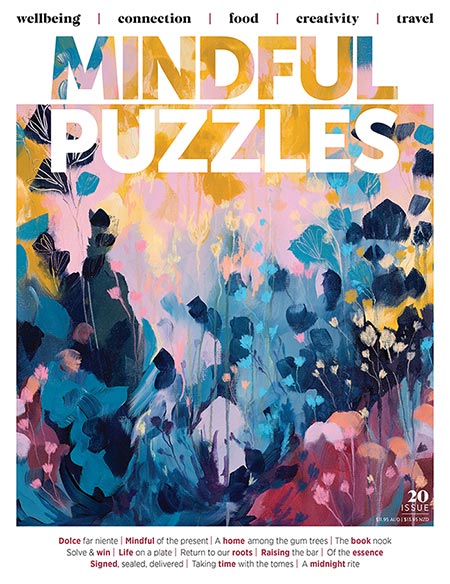 wellbeing | connection | food | creativity | travel
MINDFUL
PUZZLES
20
ISSUE
$11.95 AUD | $13.95 NZD
Dolce far niente | Mindful of the present | A home among the gum trees | The book nook
Solve & win | Life on a plate | Return to our roots | Raising the bar | Of the essence
Signed, sealed, delivered | Taking time with the tomes | A midnight rite